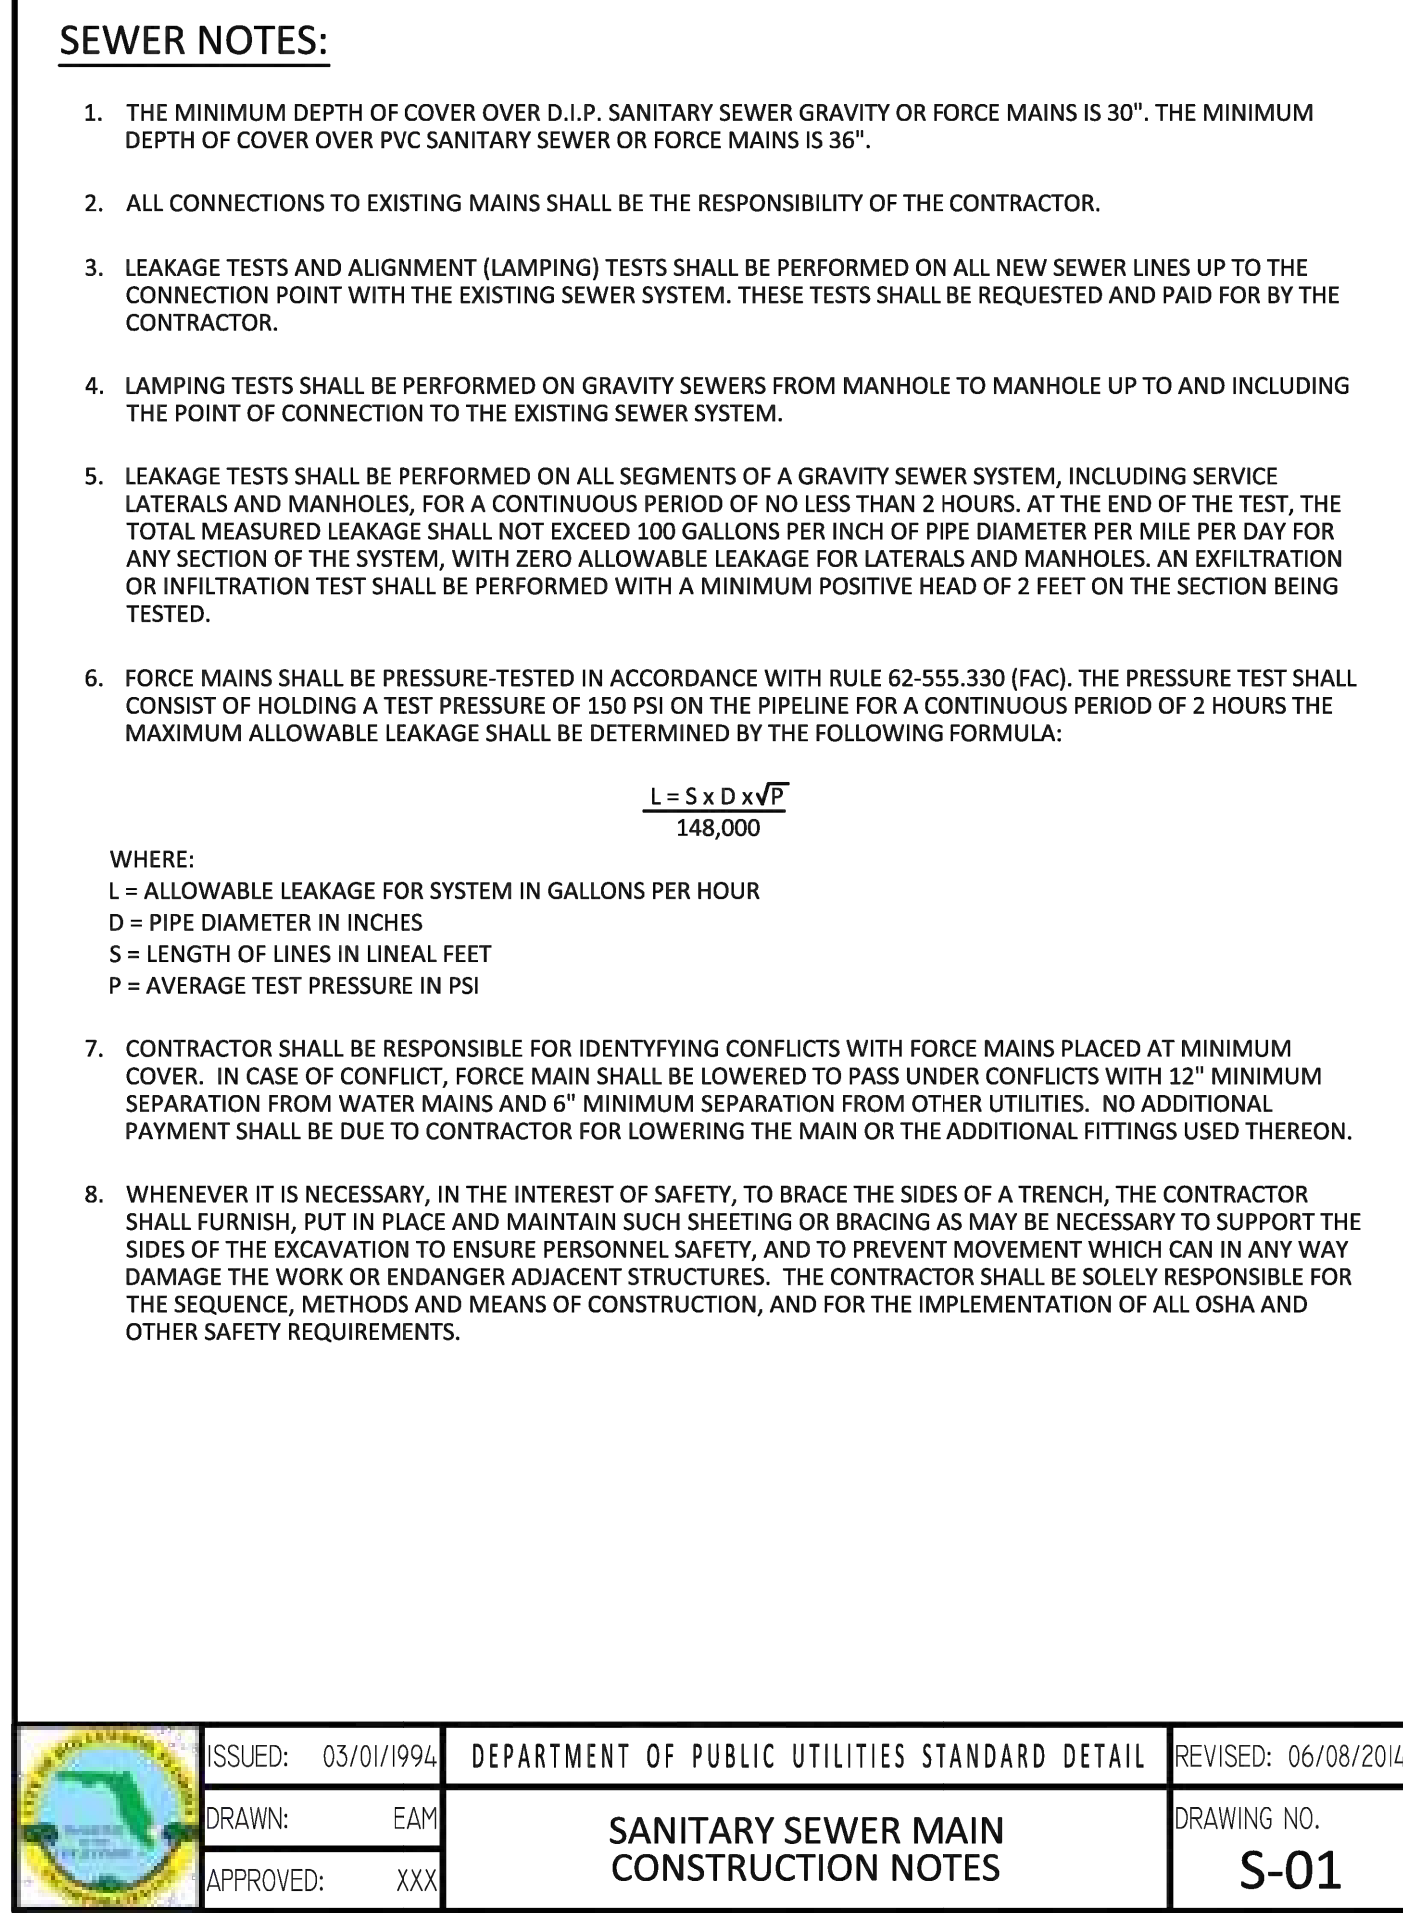 SEWER NOTES:
1. THE MINIMUM DEPTH OF COVER OVER D.I.P. SANITARY SEWER GRAVITY OR FORCE MAINS IS 30". THE MINIMUM
DEPTH OF COVER OVER PVC SANITARY SEWER OR FORCE MAINS IS 36".
2. ALL CONNECTIONS TO EXISTING MAINS SHALL BE THE RESPONSIBILITY OF THE CONTRACTOR.
3. LEAKAGE TESTS AND ALIGNMENT (LAMPING) TESTS SHALL BE PERFORMED ON ALL NEW SEWER LINES UP TO THE
CONNECTION POINT WITH THE EXISTING SEWER SYSTEM. THESE TESTS SHALL BE REQUESTED AND PAID FOR BY THE
CONTRACTOR.
4. LAMPING TESTS SHALL BE PERFORMED ON GRAVITY SEWERS FROM MANHOLE TO MANHOLE UP TO AND INCLUDING
THE POINT OF CONNECTION TO THE EXISTING SEWER SYSTEM.
5. LEAKAGE TESTS SHALL BE PERFORMED ON ALL SEGMENTS OF A GRAVITY SEWER SYSTEM, INCLUDING SERVICE
LATERALS AND MANHOLES, FOR A CONTINUOUS PERIOD OF NO LESS THAN 2 HOURS. AT THE END OF THE TEST, THE
TOTAL MEASURED LEAKAGE SHALL NOT EXCEED 100 GALLONS PER INCH OF PIPE DIAMETER PER MILE PER DAY FOR
ANY SECTION OF THE SYSTEM, WITH ZERO ALLOWABLE LEAKAGE FOR LATERALS AND MANHOLES. AN EXFILTRATION
OR INFILTRATION TEST SHALL BE PERFORMED WITH A MINIMUM POSITIVE HEAD OF 2 FEET ON THE SECTION BEING
TESTED.
6. FORCE MAINS SHALL BE PRESSURE-TESTED IN ACCORDANCE WITH RULE 62-555.330 (FAC). THE PRESSURE TEST SHALL
CONSIST OF HOLDING A TEST PRESSURE OF 150 PSI ON THE PIPELINE FOR A CONTINUOUS PERIOD OF 2 HOURS THE
MAXIMUM ALLOWABLE LEAKAGE SHALL BE DETERMINED BY THE FOLLOWING FORMULA:
L = S x D x√P
148,000
WHERE:
L = ALLOWABLE LEAKAGE FOR SYSTEM IN GALLONS PER HOUR
D = PIPE DIAMETER IN INCHES
S = LENGTH OF LINES IN LINEAL FEET
P = AVERAGE TEST PRESSURE IN PSI
7. CONTRACTOR SHALL BE RESPONSIBLE FOR IDENTYFYING CONFLICTS WITH FORCE MAINS PLACED AT MINIMUM
COVER. IN CASE OF CONFLICT, FORCE MAIN SHALL BE LOWERED TO PASS UNDER CONFLICTS WITH 12" MINIMUM
SEPARATION FROM WATER MAINS AND 6" MINIMUM SEPARATION FROM OTHER UTILITIES. NO ADDITIONAL
PAYMENT SHALL BE DUE TO CONTRACTOR FOR LOWERING THE MAIN OR THE ADDITIONAL FITTINGS USED THEREON.
8. WHENEVER IT IS NECESSARY, IN THE INTEREST OF SAFETY, TO BRACE THE SIDES OF A TRENCH, THE CONTRACTOR
SHALL FURNISH, PUT IN PLACE AND MAINTAIN SUCH SHEETING OR BRACING AS MAY BE NECESSARY TO SUPPORT THE
SIDES OF THE EXCAVATION TO ENSURE PERSONNEL SAFETY, AND TO PREVENT MOVEMENT WHICH CAN IN ANY WAY
DAMAGE THE WORK OR ENDANGER ADJACENT STRUCTURES. THE CONTRACTOR SHALL BE SOLELY RESPONSIBLE FOR
THE SEQUENCE, METHODS AND MEANS OF CONSTRUCTION, AND FOR THE IMPLEMENTATION OF ALL OSHA AND
OTHER SAFETY REQUIREMENTS.
ISSUED: 03/01/1994
DRAWN: EAM
APPROVED: XXX
DEPARTMENT OF PUBLIC UTILITIES STANDARD DETAIL
SANITARY SEWER MAIN
CONSTRUCTION NOTES
REVISED: 06/08/2014
DRAWING NO.
S-01